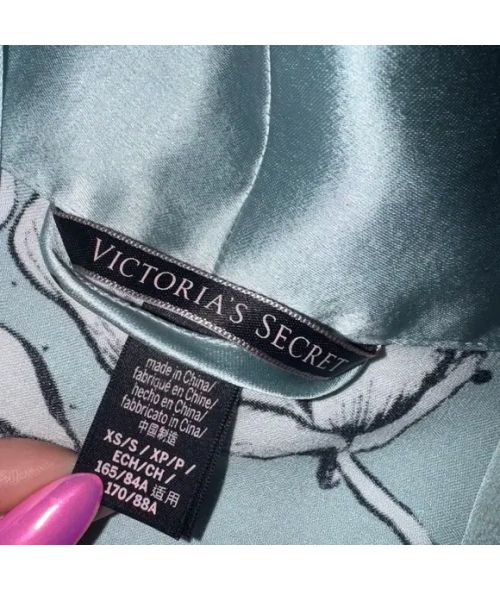 VICTORIA'S SECRET
made in China/
fabriqué en Chine/
hecho en China/
fabbricato in Cina/
中国制造
XS/S / XP/P /
ECH/CH /
165/84A 适用
170/88A